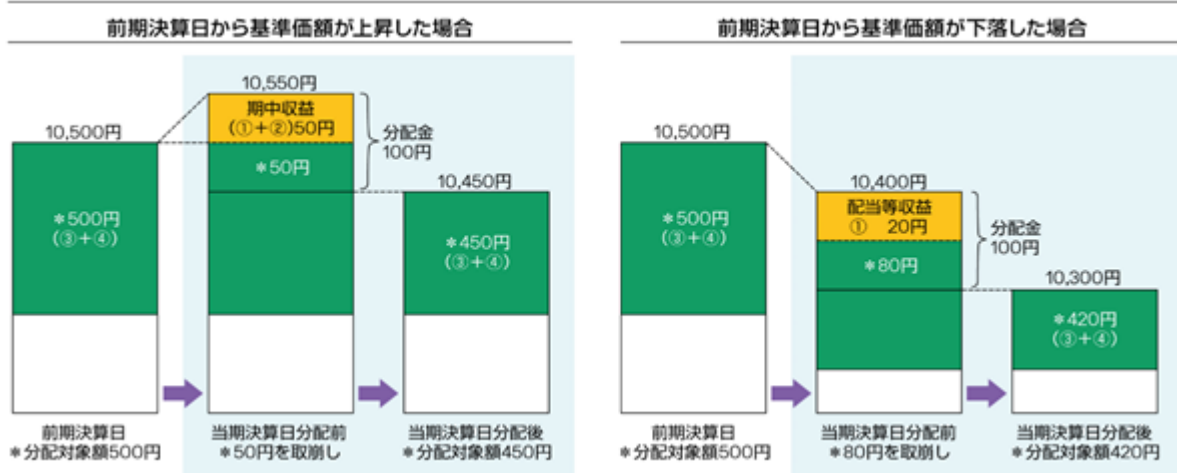 前期決算日から基準価額が上昇した場合
10,550円
10,500円
期中収益
(①+②)50円
分配金
100円
*50円
10,450円
*500円
(③+④)
*450円
(③+④)
前期決算日
*分配対象額500円
当期決算日分配前
*50円を取崩し
当期決算日分配後
*分配対象額450円
前期決算日から基準価額が下落した場合
10,500円
10,400円
配当等収益
① 20円
分配金
100円
*500円
(③+④)
*80円
10,300円
*420円
(③+④)
前期決算日
*分配対象額500円
当期決算日分配前
*80円を取崩し
当期決算日分配後
*分配対象額420円